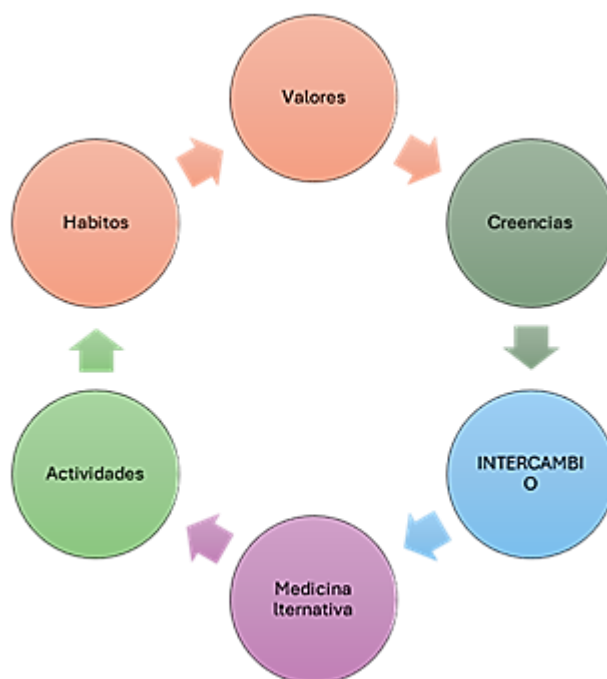 Valores
Creencias
INTERCAMBI
O
Medicina
lternativa
Actividades
Habitos